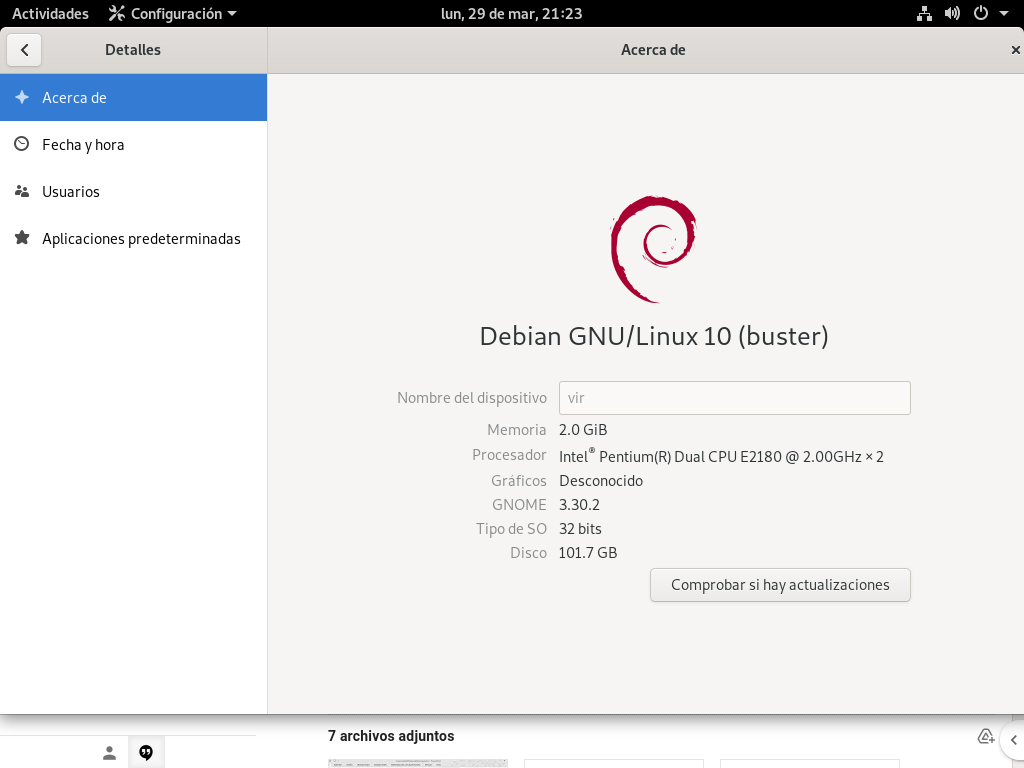 Actividades Configuración lun, 29 de mar, 21:23
Detalles Acerca de
Acerca de
Fecha y hora
Usuarios
Aplicaciones predeterminadas
Debian GNU/Linux 10 (buster)
Nombre del dispositivo vir
Memoria 2.0 GiB
Procesador Intel® Pentium(R) Dual CPU E2180 @ 2.00GHz × 2
Gráficos Desconocido
GNOME 3.30.2
Tipo de SO 32 bits
Disco 101.7 GB
Comprobar si hay actualizaciones
7 archivos adjuntos